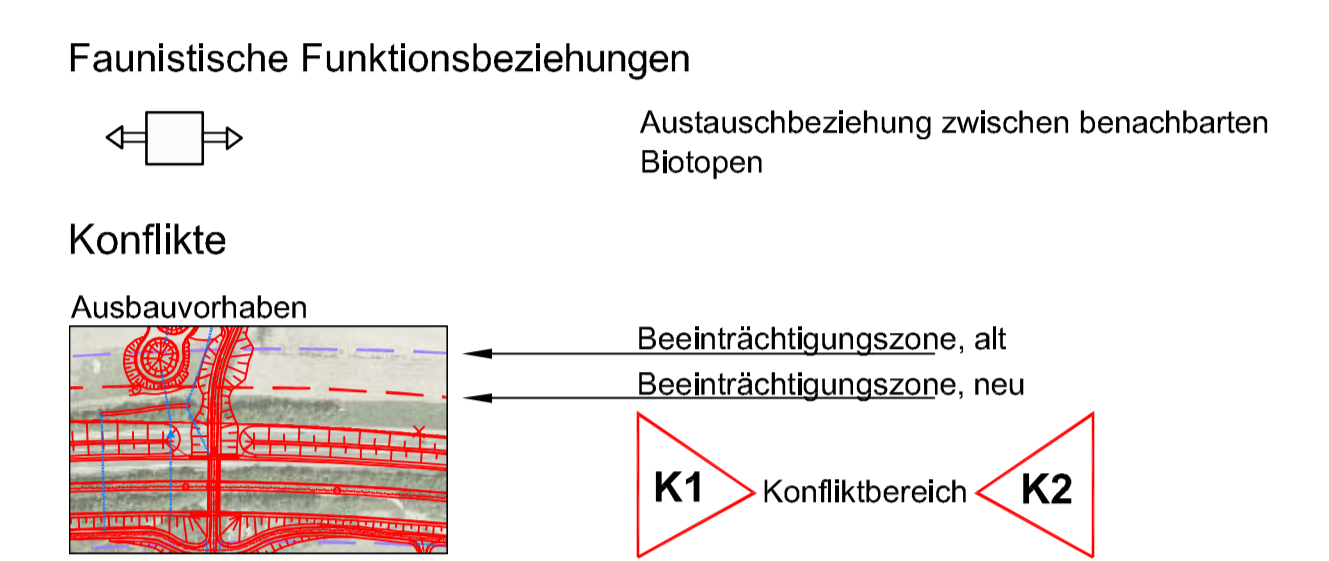 Faunistische Funktionsbeziehungen
Austauschbeziehung zwischen benachbarten
Biotopen
Konflikte
Ausbauvorhaben
Beeinträchtigungszone, alt
Beeinträchtigungszone, neu
K1 Konfliktbereich K2